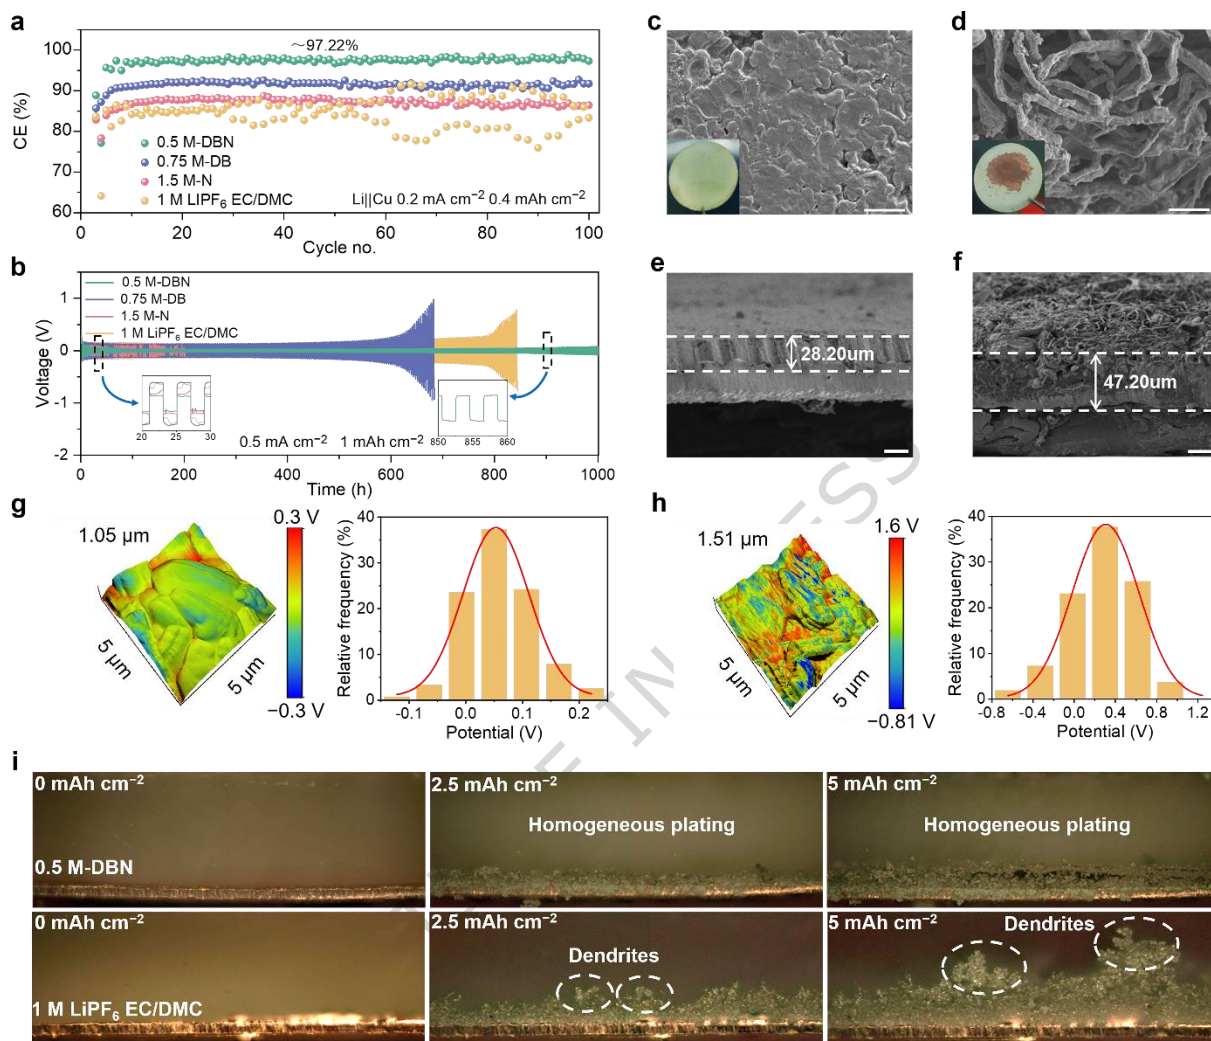 a
100
90
80
70
60
CE (%)
~97.22%
0.5 M-DBN
0.75 M-DB
1.5 M-N
1 M LIPF₆ EC/DMC
Li||Cu 0.2 mA cm⁻² 0.4 mAh cm⁻²
0 20 40 60 80 100
Cycle no.
b
0.5 M-DBN
0.75 M-DB
1.5 M-N
1 M LiPF₆ EC/DMC
2
1
0
-1
-2
Voltage (V)
20 25 30
850 855 860
0.5 mA cm⁻² 1 mAh cm⁻²
0 200 400 600 800 1000
Time (h)
c
d
e
28.20um
f
47.20um
g
1.05 µm
5 µm
5 µm
0.3 V
−0.3 V
40
30
20
10
0
Relative frequency (%)
-0.1 0.0 0.1 0.2
Potential (V)
h
1.51 µm
5 µm
5 µm
1.6 V
−0.81 V
40
30
20
10
0
Relative frequency (%)
-0.8 -0.4 0.0 0.4 0.8 1.2
Potential (V)
i
0 mAh cm⁻²
0.5 M-DBN
2.5 mAh cm⁻²
Homogeneous plating
5 mAh cm⁻²
Homogeneous plating
0 mAh cm⁻²
1 M LiPF₆ EC/DMC
2.5 mAh cm⁻²
Dendrites
5 mAh cm⁻²
Dendrites